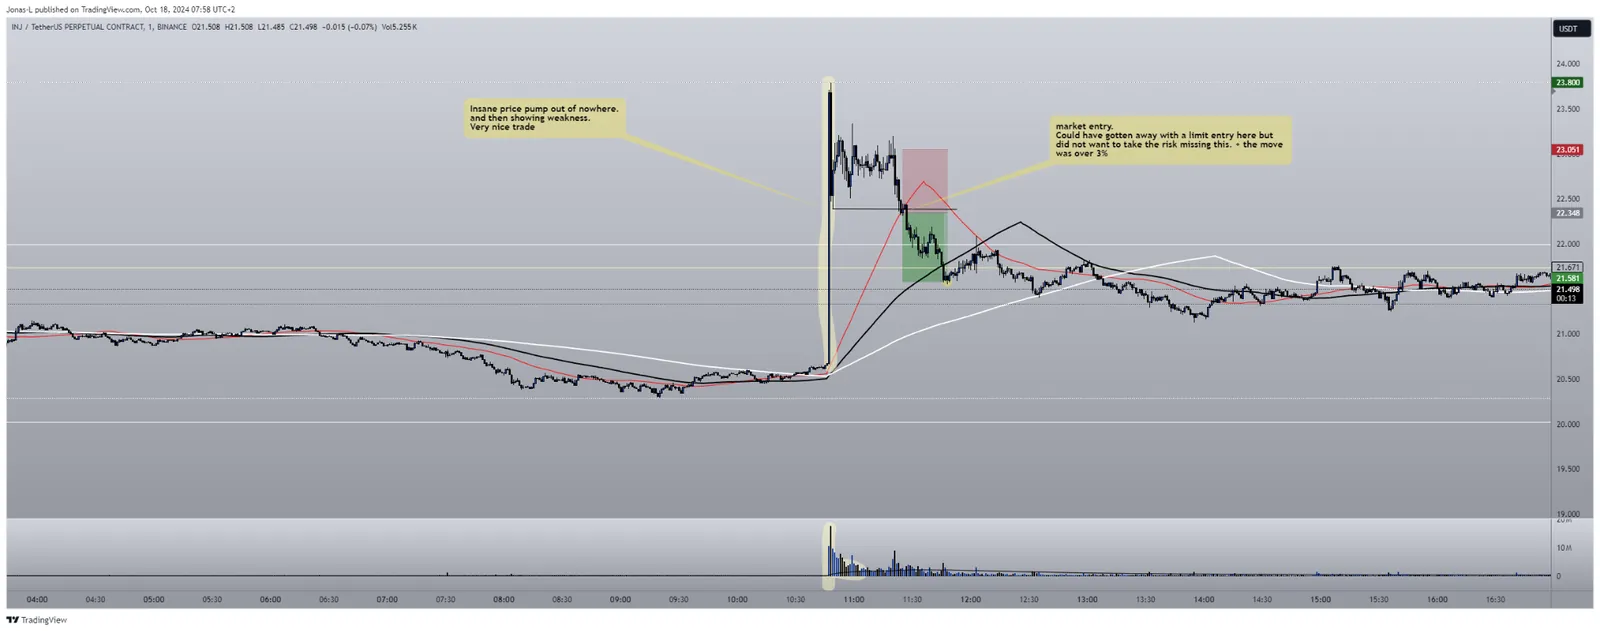 Jonas-L published on TradingView.com, Oct 18, 2024 07:58 UTC+2
INJ / TetherUS PERPETUAL CONTRACT, 1, BINANCE O21.508 H21.508 L21.485 C21.498 −0.015 (−0.07%) Vol5.255K
USDT
24.000
23.800
23.500
23.051
23.000
22.500
22.348
22.000
21.671
21.581
21.498
00:13
21.000
20.500
20.000
19.500
19.000
20M
10M
0
Insane price pump out of nowhere.
and then showing weakness.
Very nice trade
market entry.
Could have gotten away with a limit entry here but
did not want to take the risk missing this. + the move
was over 3%
04:00 04:30 05:00 05:30 06:00 06:30 07:00 07:30 08:00 08:30 09:00 09:30 10:00 10:30 11:00 11:30 12:00 12:30 13:00 13:30 14:00 14:30 15:00 15:30 16:00 16:30
TradingView